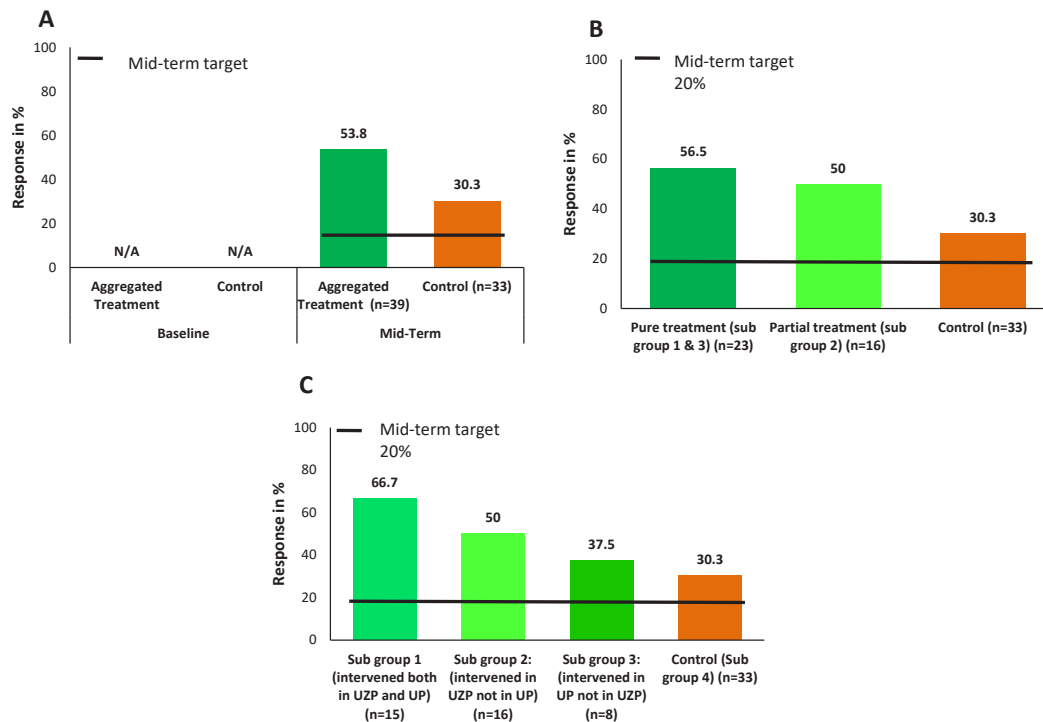 A
Mid-term target
Response in %
100
80
60
40
20
0
53.8
30.3
N/A
N/A
Aggregated
Treatment
Control
Aggregated
Treatment (n=39)
Control (n=33)
Baseline
Mid-Term
B
Mid-term target
20%
Response in %
100
80
60
40
20
0
56.5
50
30.3
Pure treatment (sub
group 1 & 3) (n=23)
Partial treatment (sub
group 2) (n=16)
Control (n=33)
C
Mid-term target
20%
Response in %
100
80
60
40
20
0
66.7
50
37.5
30.3
Sub group 1
(intervened both
in UZP and UP)
(n=15)
Sub group 2:
(intervened in
UZP not in UP)
(n=16)
Sub group 3:
(intervened in
UP not in UZP)
(n=8)
Control (Sub
group 4) (n=33)